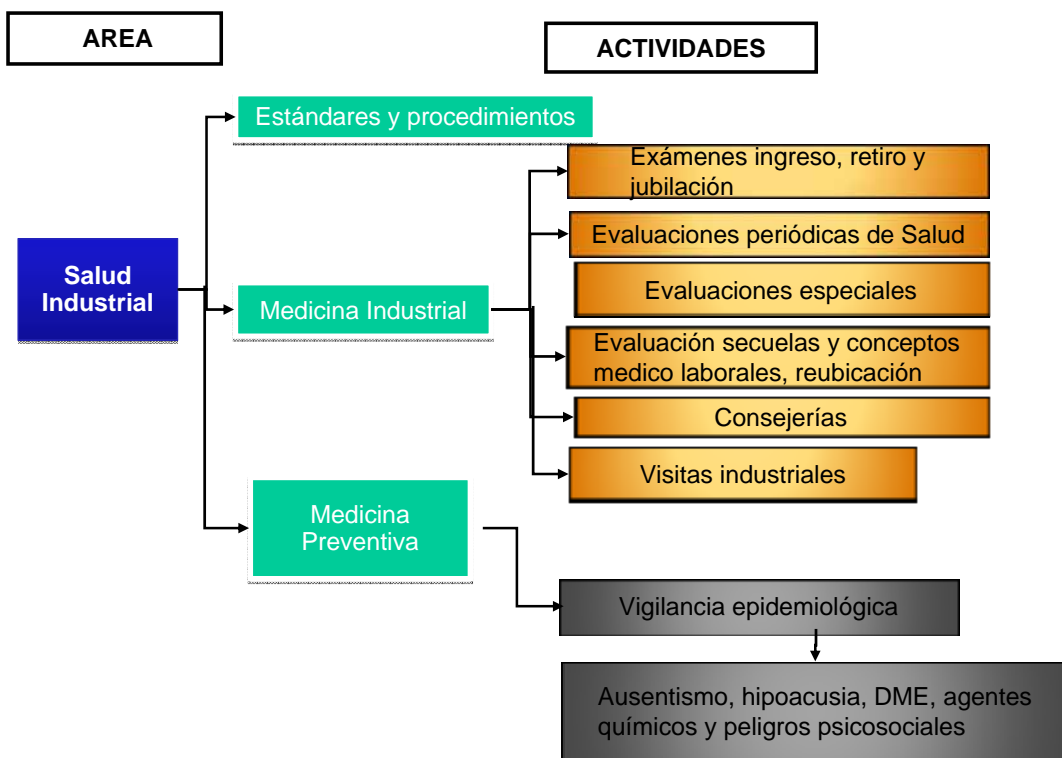 AREA
ACTIVIDADES
Estándares y procedimientos
Exámenes ingreso, retiro y
jubilación
Evaluaciones periódicas de Salud
Salud
Industrial
Evaluaciones especiales
Medicina Industrial
Evaluación secuelas y conceptos
medico laborales, reubicación
Consejerías
Visitas industriales
Medicina
Preventiva
Vigilancia epidemiológica
Ausentismo, hipoacusia, DME, agentes
químicos y peligros psicosociales